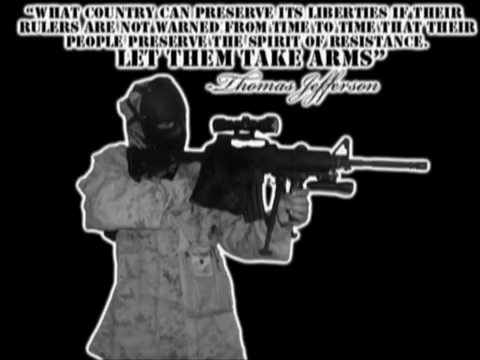 “WHAT COUNTRY CAN PRESERVE ITS LIBERTIES IF THEIR
RULERS ARE NOT WARNED FROM TIME TO TIME THAT THEIR
PEOPLE PRESERVE THE SPIRIT OF RESISTANCE.
LET THEM TAKE ARMS”
-Thomas Jefferson